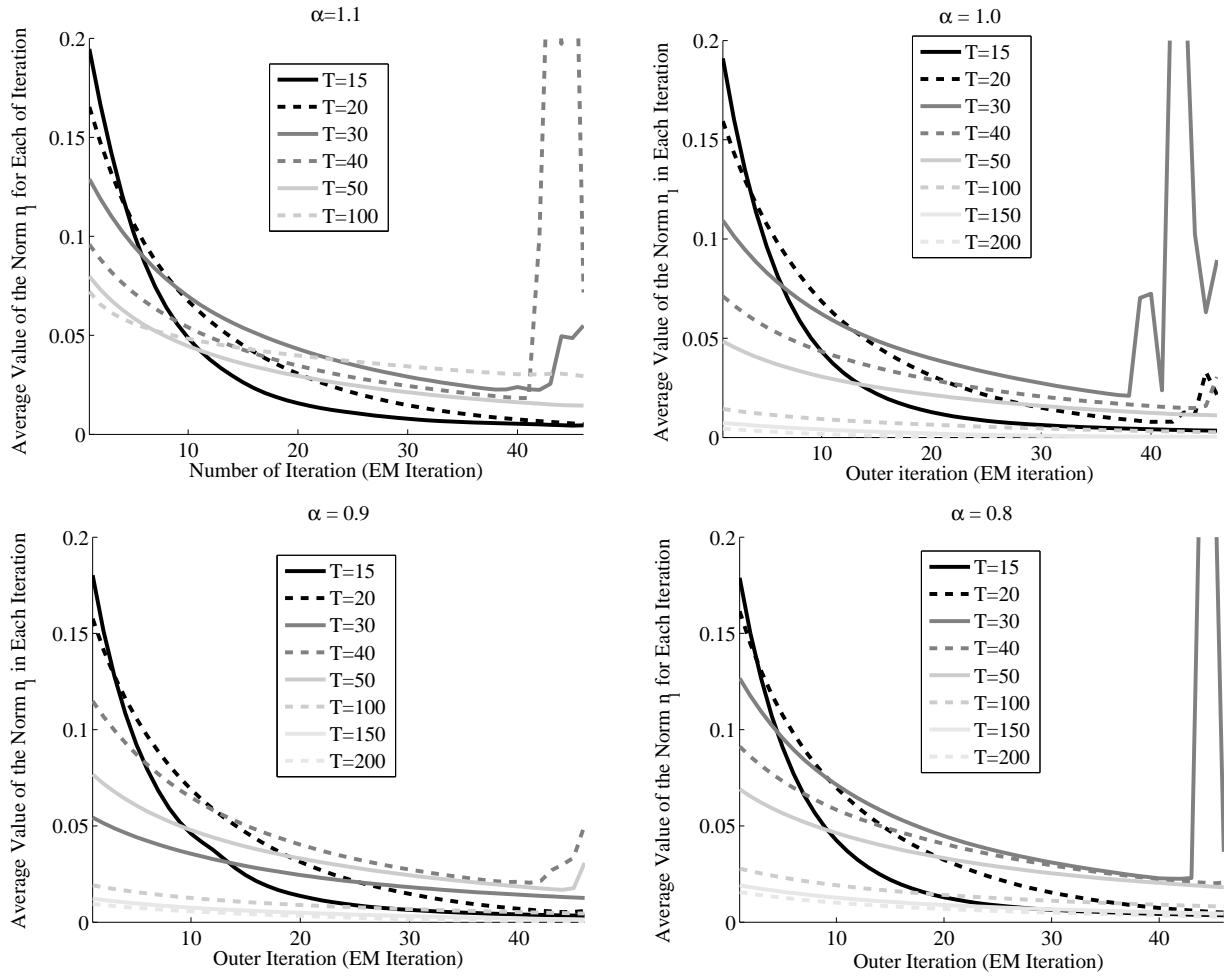 α=1.1
Average Value of the Norm η_l for Each of Iteration
0.2
0.15
0.1
0.05
0
T=15
T=20
T=30
T=40
T=50
T=100
10
20
30
40
Number of Iteration (EM Iteration)
α = 1.0
Average Value of the Norm η_l in Each Iteration
0.2
0.15
0.1
0.05
0
T=15
T=20
T=30
T=40
T=50
T=100
T=150
T=200
10
20
30
40
Outer iteration (EM iteration)
α = 0.9
Average Value of the Norm η_l in Each Iteration
0.2
0.15
0.1
0.05
0
T=15
T=20
T=30
T=40
T=50
T=100
T=150
T=200
10
20
30
40
Outer Iteration (EM Iteration)
α = 0.8
Average Value of the Norm η_l for Each Iteration
0.2
0.15
0.1
0.05
0
T=15
T=20
T=30
T=40
T=50
T=100
T=150
T=200
10
20
30
40
Outer Iteration (EM Iteration)